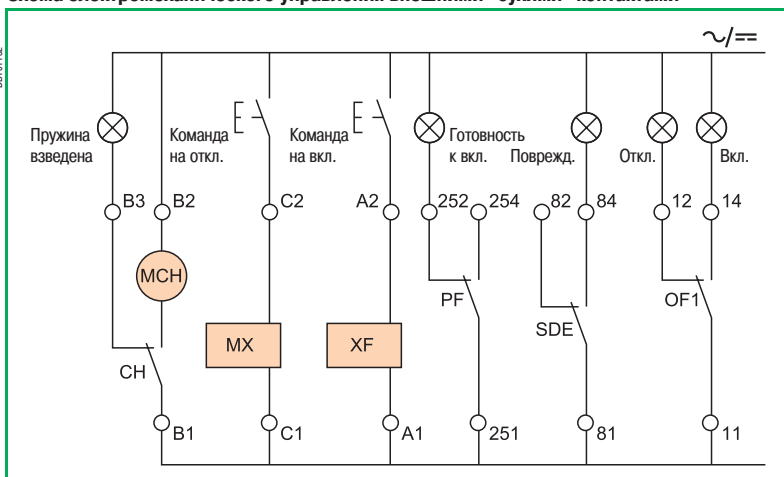 ~/==
Пружина взведена
Команда на откл.
Команда на вкл.
Готовность к вкл.
Поврежд.
Откл.
Вкл.
B3
B2
C2
A2
252
254
82
84
12
14
MCH
PF
OF1
SDE
MX
XF
CH
B1
C1
A1
251
81
11